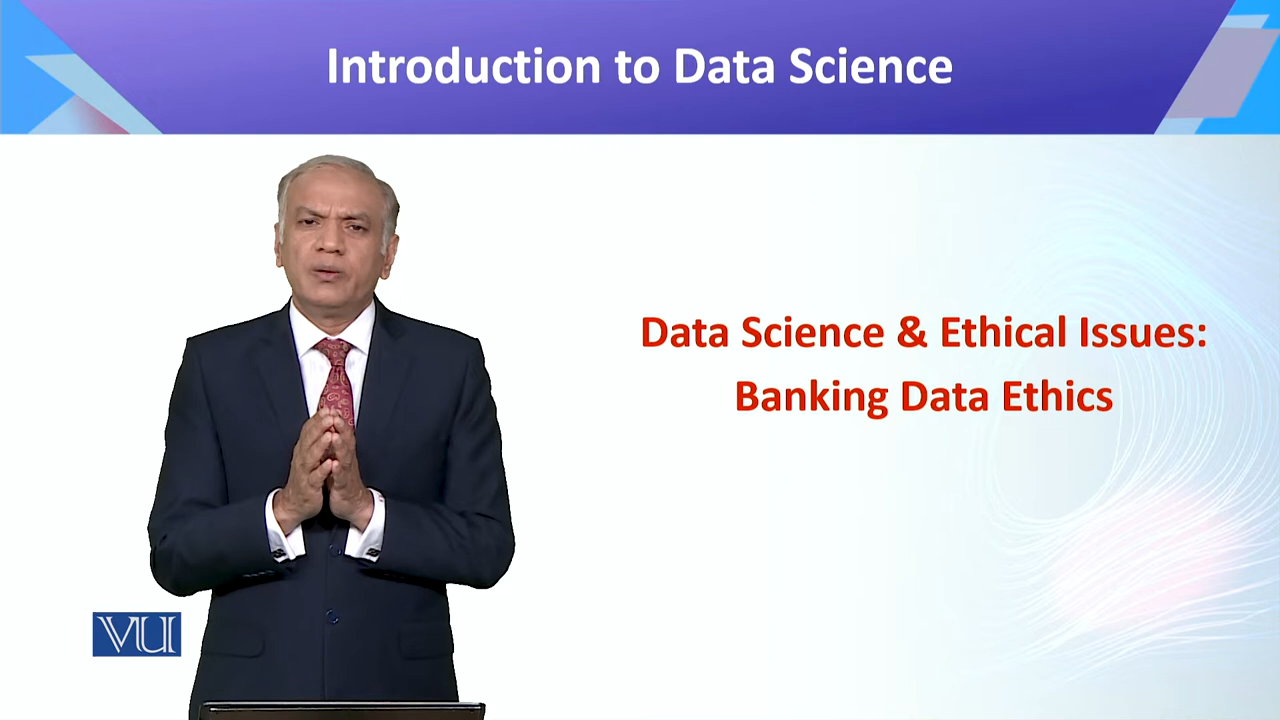 Introduction to Data Science
Data Science & Ethical Issues:
Banking Data Ethics
VU